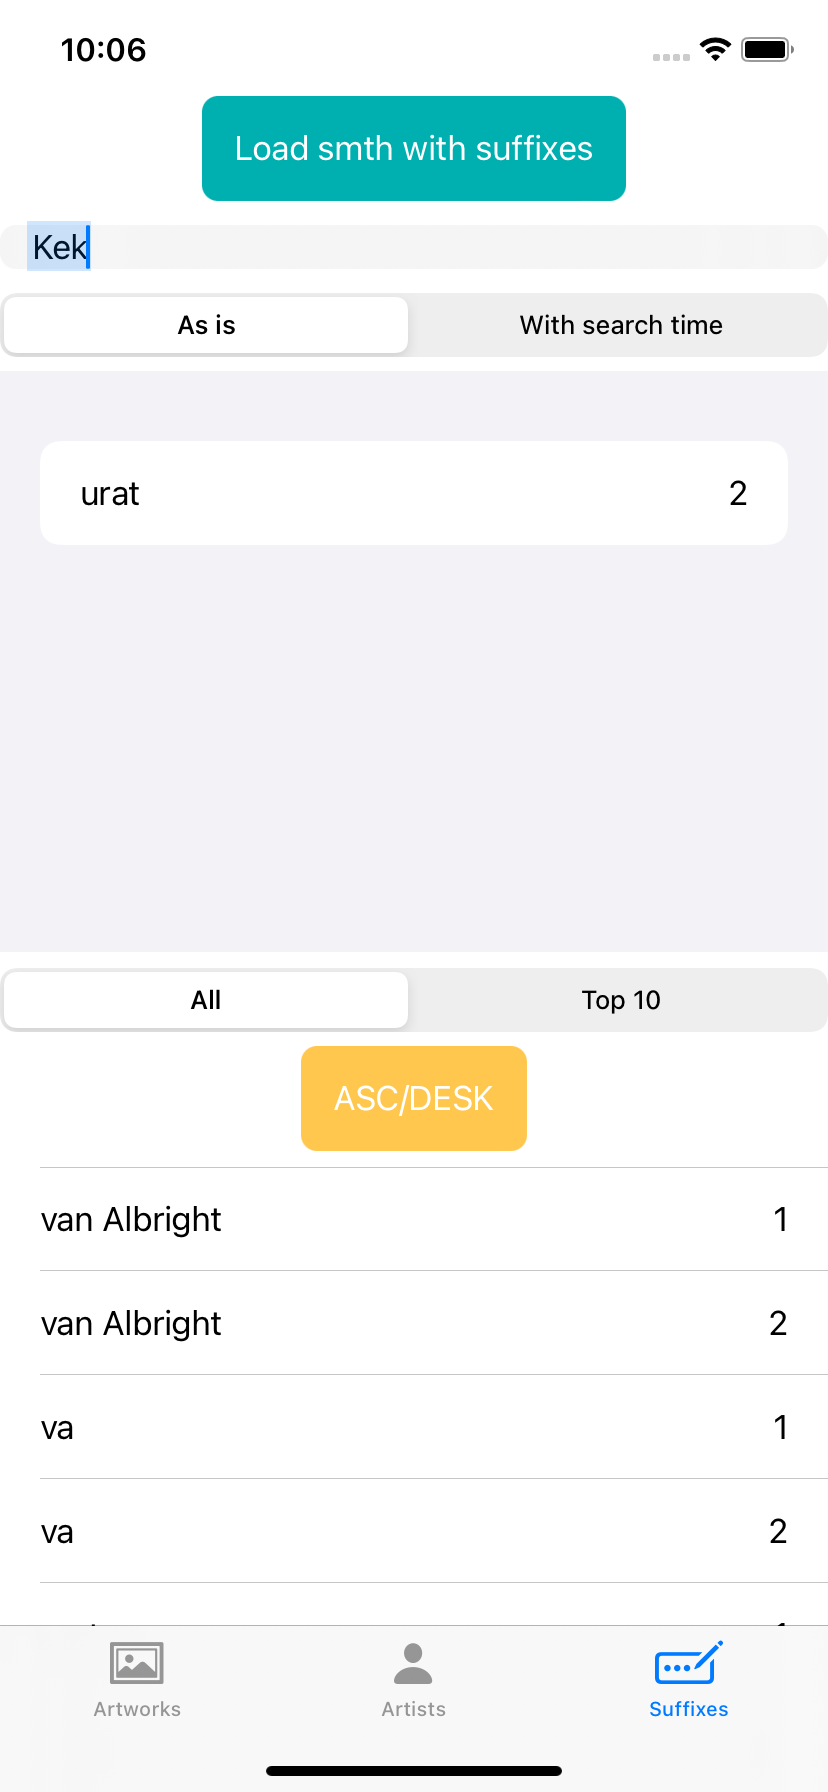 10:06
Load smth with suffixes
Kek
As is With search time
urat 2
All Top 10
ASC/DESK
van Albright 1
van Albright 2
va 1
va 2
Artworks Artists Suffixes